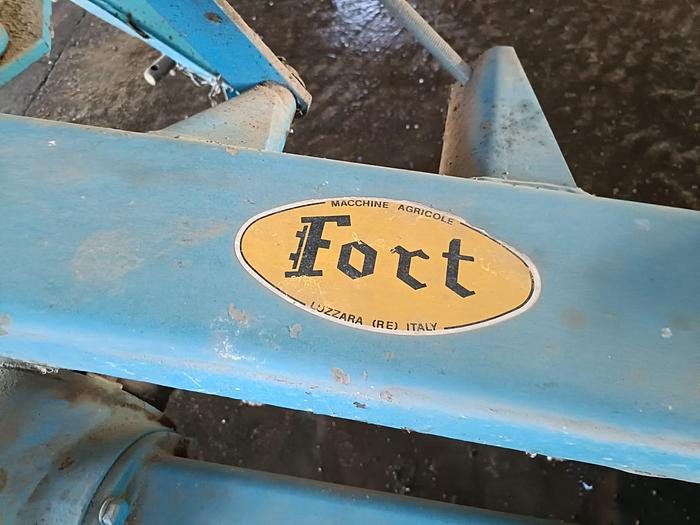 MACCHINE AGRICOLE
Fort
LUZZARA (RE) ITALY